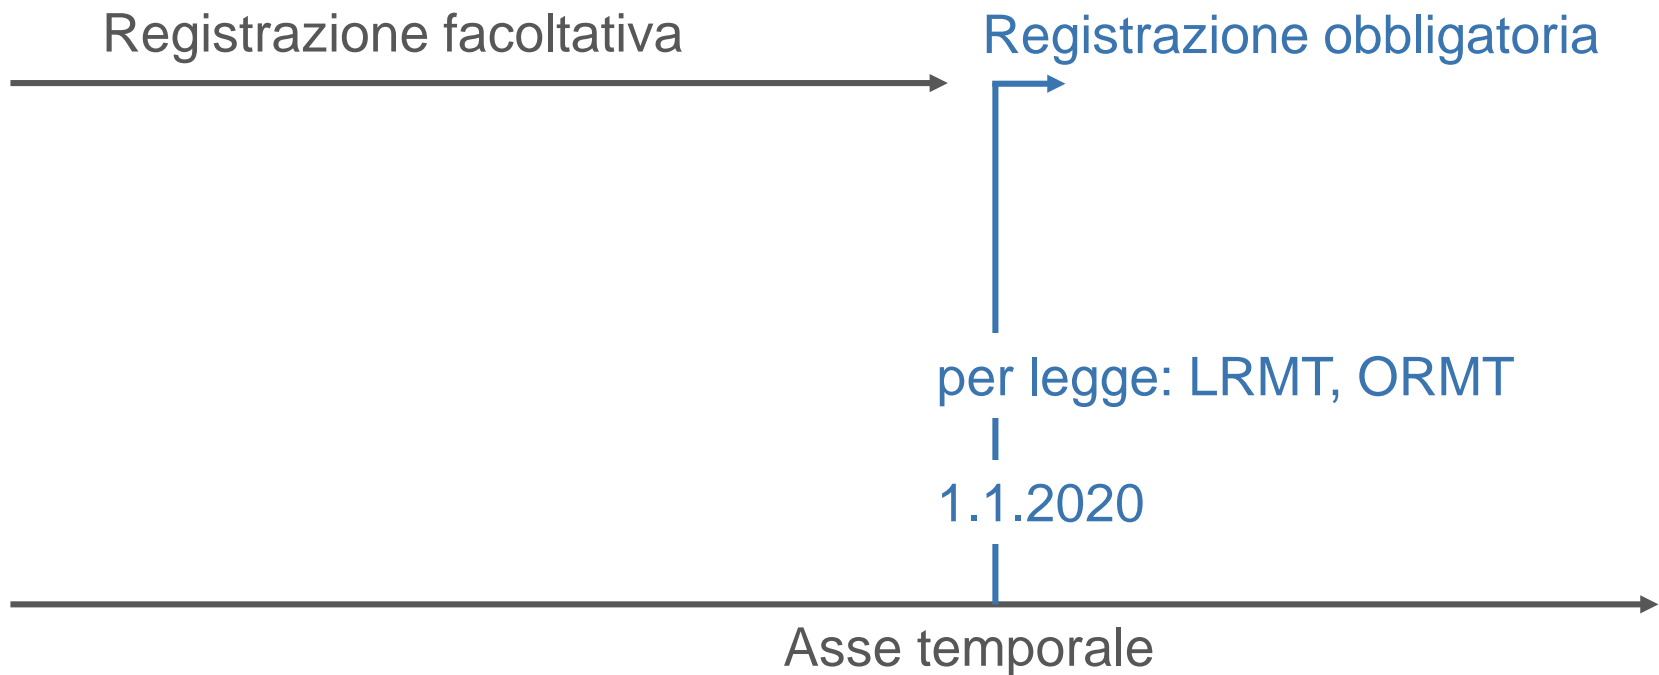 Registrazione facoltativa
Registrazione obbligatoria
per legge: LRMT, ORMT
1.1.2020
Asse temporale